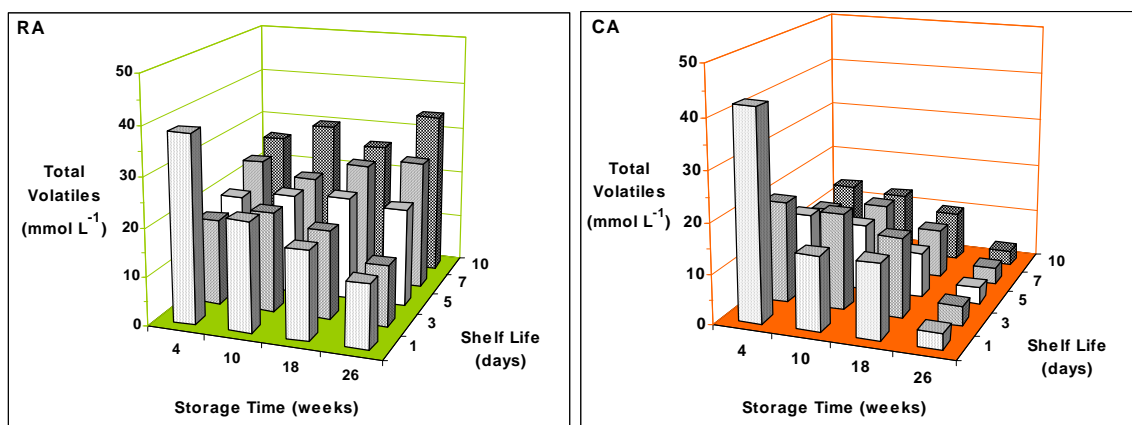 RA
50
40
30
20
10
0
Total
Volatiles
(mmol L⁻¹)
4
10
18
26
1
3
5
7
10
Shelf Life
(days)
Storage Time (weeks)
CA
50
40
30
20
10
0
Total
Volatiles
(mmol L⁻¹)
4
10
18
26
1
3
5
7
10
Shelf Life
(days)
Storage Time (weeks)